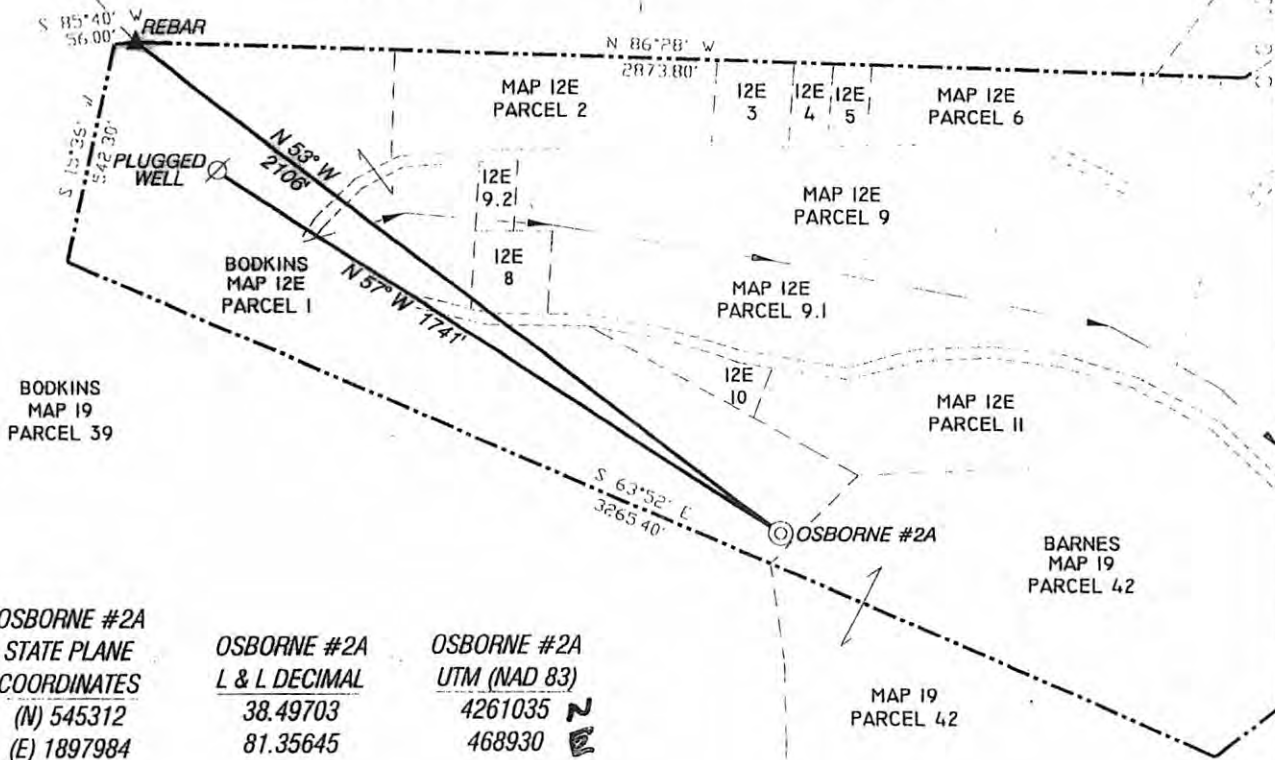 S 85°40' W
56.00'
REBAR
N 86°28' W
2873.80'
MAP 12E
PARCEL 2
12E
3
12E
4
12E
5
MAP 12E
PARCEL 6
S 15°35' W
542.30'
PLUGGED
WELL
N 53° W
2106'
12E
9.2
MAP 12E
PARCEL 9
12E
8
BODKINS
MAP 12E
PARCEL 1
N 57° W - 1741'
MAP 12E
PARCEL 9.1
12E
10
MAP 12E
PARCEL 11
BODKINS
MAP 19
PARCEL 39
S 63°52' E
3265.40'
OSBORNE #2A
BARNES
MAP 19
PARCEL 42
MAP 19
PARCEL 42
OSBORNE #2A
STATE PLANE
COORDINATES
(N) 545312
(E) 1897984
OSBORNE #2A
L & L DECIMAL
38.49703
81.35645
OSBORNE #2A
UTM (NAD 83)
4261035 N
468930 E